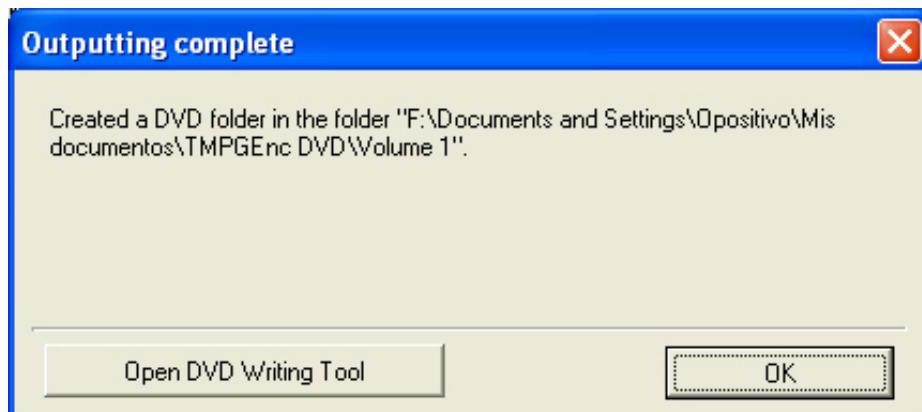 Outputting complete
Created a DVD folder in the folder "F:\Documents and Settings\Opositivo\Mis
documentos\TMPGEnc DVD\Volume 1".
Open DVD Writing Tool
OK